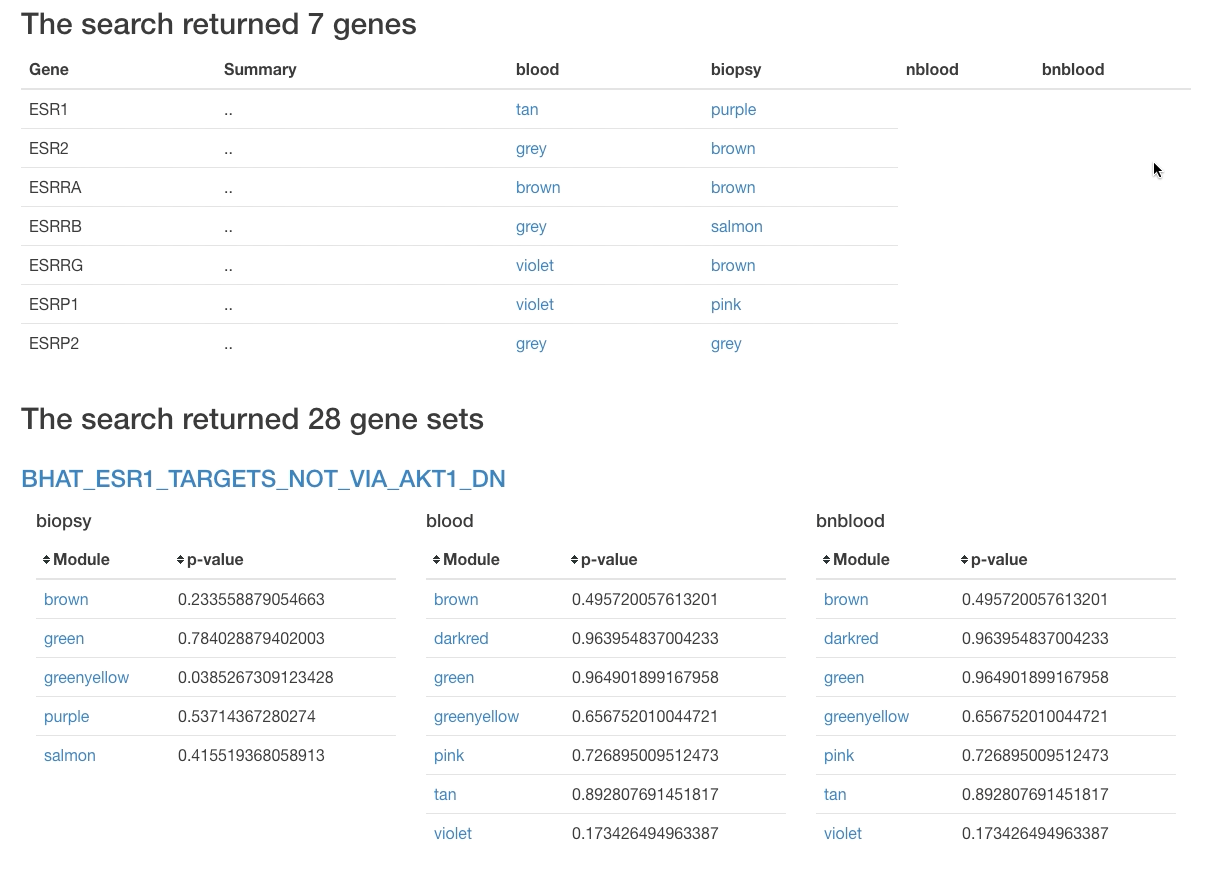 The search returned 7 genes
Gene Summary blood biopsy nblood bnblood
ESR1 .. tan purple
ESR2 .. grey brown
ESRRA .. brown brown
ESRRB .. grey salmon
ESRRG .. violet brown
ESRP1 .. violet pink
ESRP2 .. grey grey
The search returned 28 gene sets
BHAT_ESR1_TARGETS_NOT_VIA_AKT1_DN
biopsy blood bnblood
Module p-value Module p-value Module p-value
brown 0.233558879054663 brown 0.495720057613201 brown 0.495720057613201
green 0.784028879402003 darkred 0.963954837004233 darkred 0.963954837004233
greenyellow 0.0385267309123428 green 0.964901899167958 green 0.964901899167958
purple 0.53714367280274 greenyellow 0.656752010044721 greenyellow 0.656752010044721
salmon 0.415519368058913 pink 0.726895009512473 pink 0.726895009512473
tan 0.892807691451817 tan 0.892807691451817
violet 0.173426494963387 violet 0.173426494963387